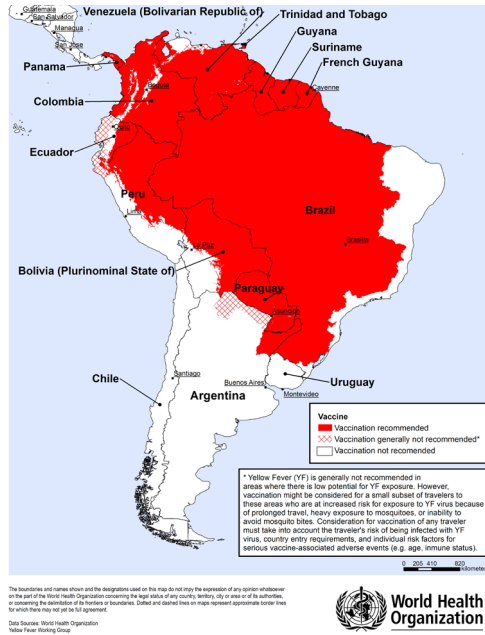 Guatemala
San-Salvador
Managua
San Jose
Venezuela (Bolivarian Republic of)
Trinidad and Tobago
Guyana
Suriname
French Guyana
Panama
Cayenne
Bogota
Colombia
Quito
Ecuador
Peru
Brazil
Lima
Brasilia
La Paz
Bolivia (Plurinominal State of)
Paraguay
Asuncion
Santiago
Chile
Uruguay
Buenos Aires
Argentina
Montevideo
Vaccine
Vaccination recommended
Vaccination generally not recommended*
Vaccination not recomended
* Yellow Fever (YF) is generally not recommended in
areas where there is low potential for YF exposure. However,
vaccination might be considered for a small subset of travelers to
these areas who are at increased risk for exposure to YF virus because
of prolonged travel, heavy exposure to mosquitoes, or inability to
avoid mosquito bites. Consideration for vaccination of any traveler
must take into account the traveler's risk of being infected with YF
virus, country entry requirements, and individual risk factors for
serious vaccine-associated adverse events (e.g. age, inmune status).
0 205 410 820
The boundaries and names shown and the designators used on this map do not impy the expression of any opinion whatsoever
on the part of the World Health Organization concerning the legal status of any country, territory, city or area or of its authorities,
or concerning the delimitation of its frontiers or boundaries. Dotted and dashed lines on maps represent approximate border lines
for which there may not yet be full agreement.
Data Sources: World Health Organization
Yellow Fever Working Group
World Health
Organization